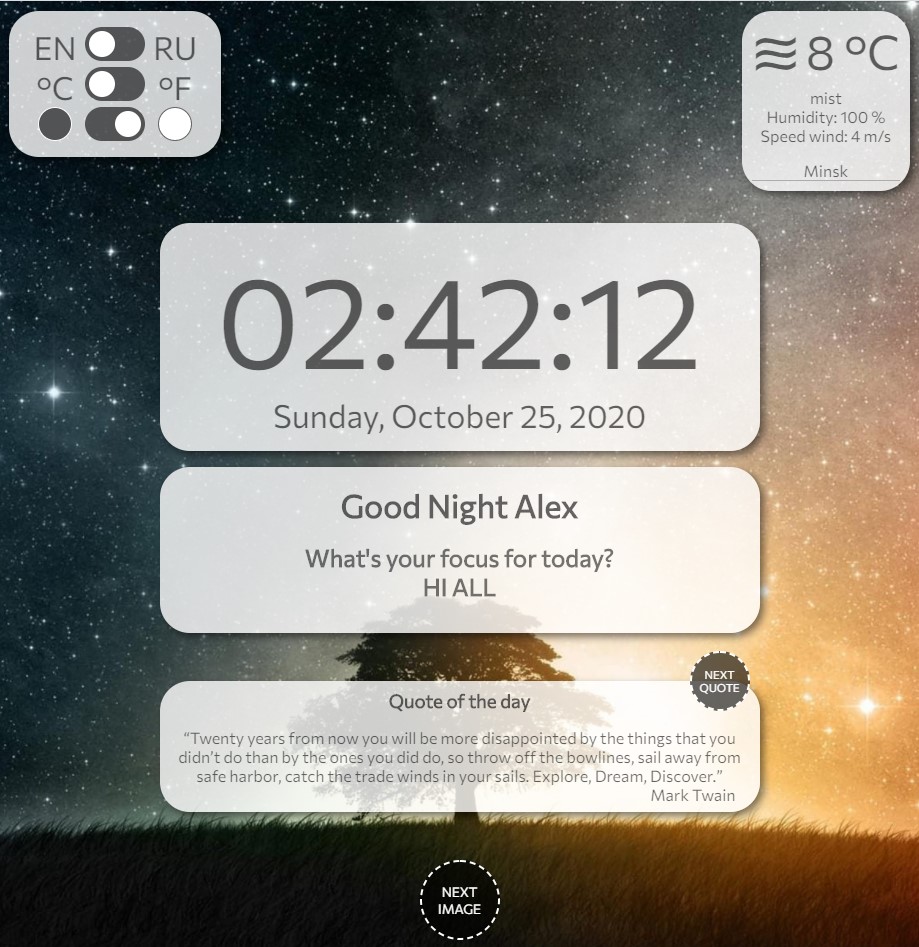 EN RU
ºC ºF
8 ºC
mist
Humidity: 100 %
Speed wind: 4 m/s
Minsk
02:42:12
Sunday, October 25, 2020
Good Night Alex
What's your focus for today?
HI ALL
NEXT
QUOTE
Quote of the day
“Twenty years from now you will be more disappointed by the things that you
didn’t do than by the ones you did do, so throw off the bowlines, sail away from
safe harbor, catch the trade winds in your sails. Explore, Dream, Discover.”
Mark Twain
NEXT
IMAGE